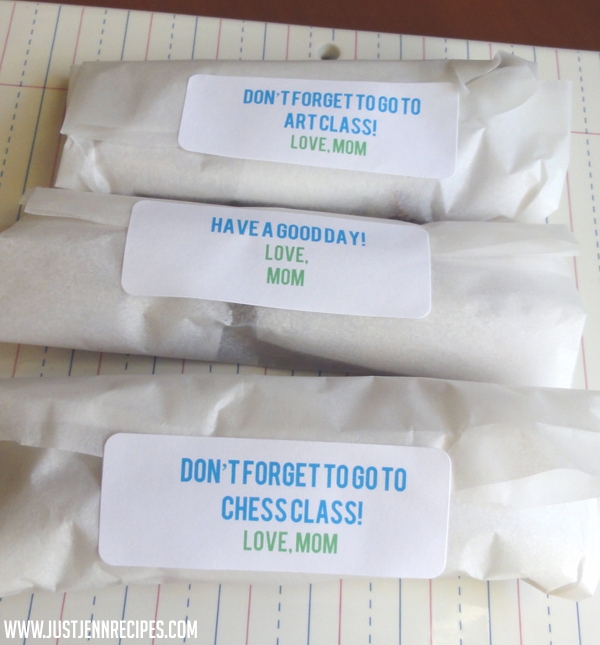 DON'T FORGET TO GO TO
ART CLASS!
LOVE, MOM
HAVE A GOOD DAY!
LOVE,
MOM
DON'T FORGET TO GO TO
CHESS CLASS!
LOVE, MOM
WWW.JUSTJENNRECIPES.COM